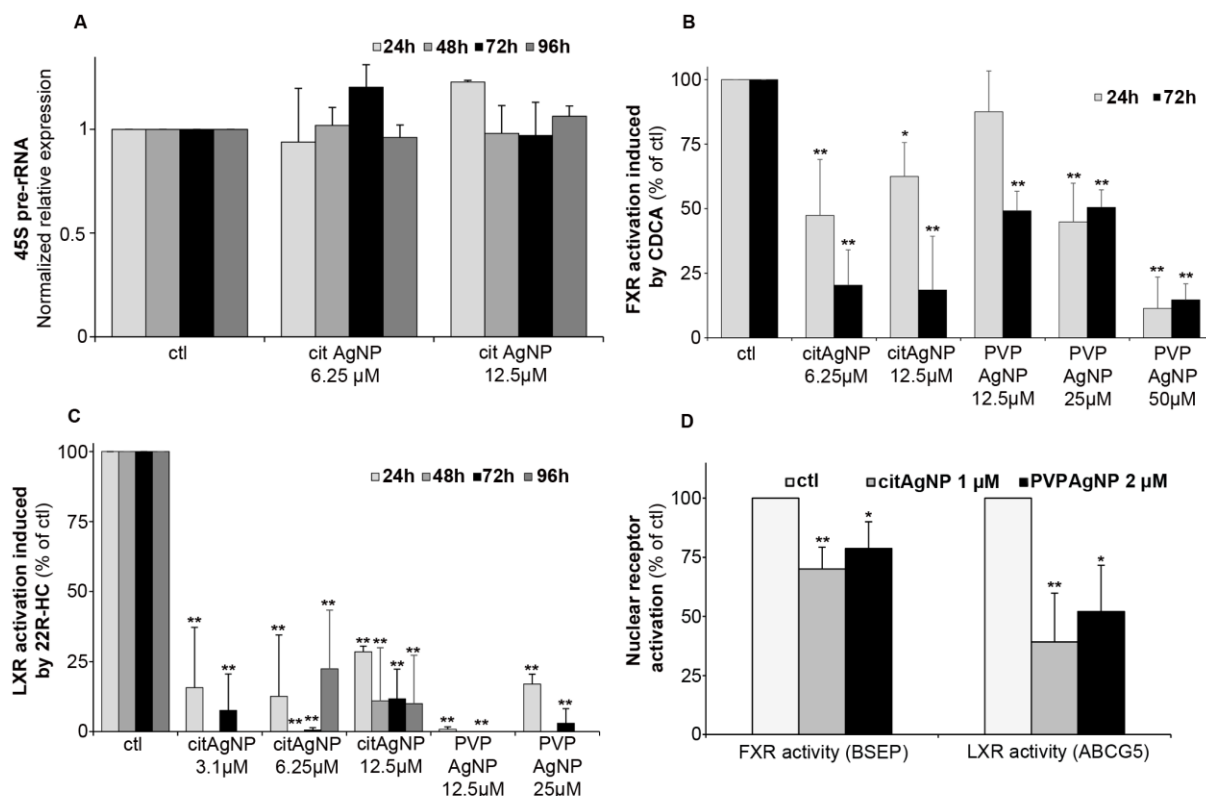 A
24h 48h 72h 96h
45S pre-rRNA
Normalized relative expression
1
0.5
0
ctl
cit AgNP
6.25 µM
cit AgNP
12.5µM
B
24h 72h
FXR activation induced
by CDCA (% of ctl)
100
75
50
25
0
** ** * ** ** ** ** ** **
ctl
citAgNP
6.25µM
citAgNP
12.5µM
PVP
AgNP
12.5µM
PVP
AgNP
25µM
PVP
AgNP
50µM
C
24h 48h 72h 96h
LXR activation induced
by 22R-HC (% of ctl)
100
75
50
25
0
** ** ** ** ** ** ** ** ** ** ** ** ** **
ctl
citAgNP
3.1µM
citAgNP
6.25µM
citAgNP
12.5µM
PVP
AgNP
12.5µM
PVP
AgNP
25µM
D
ctl citAgNP 1 µM PVPAgNP 2 µM
Nuclear receptor
activation (% of ctl)
100
75
50
25
0
** * ** *
FXR activity (BSEP)
LXR activity (ABCG5)